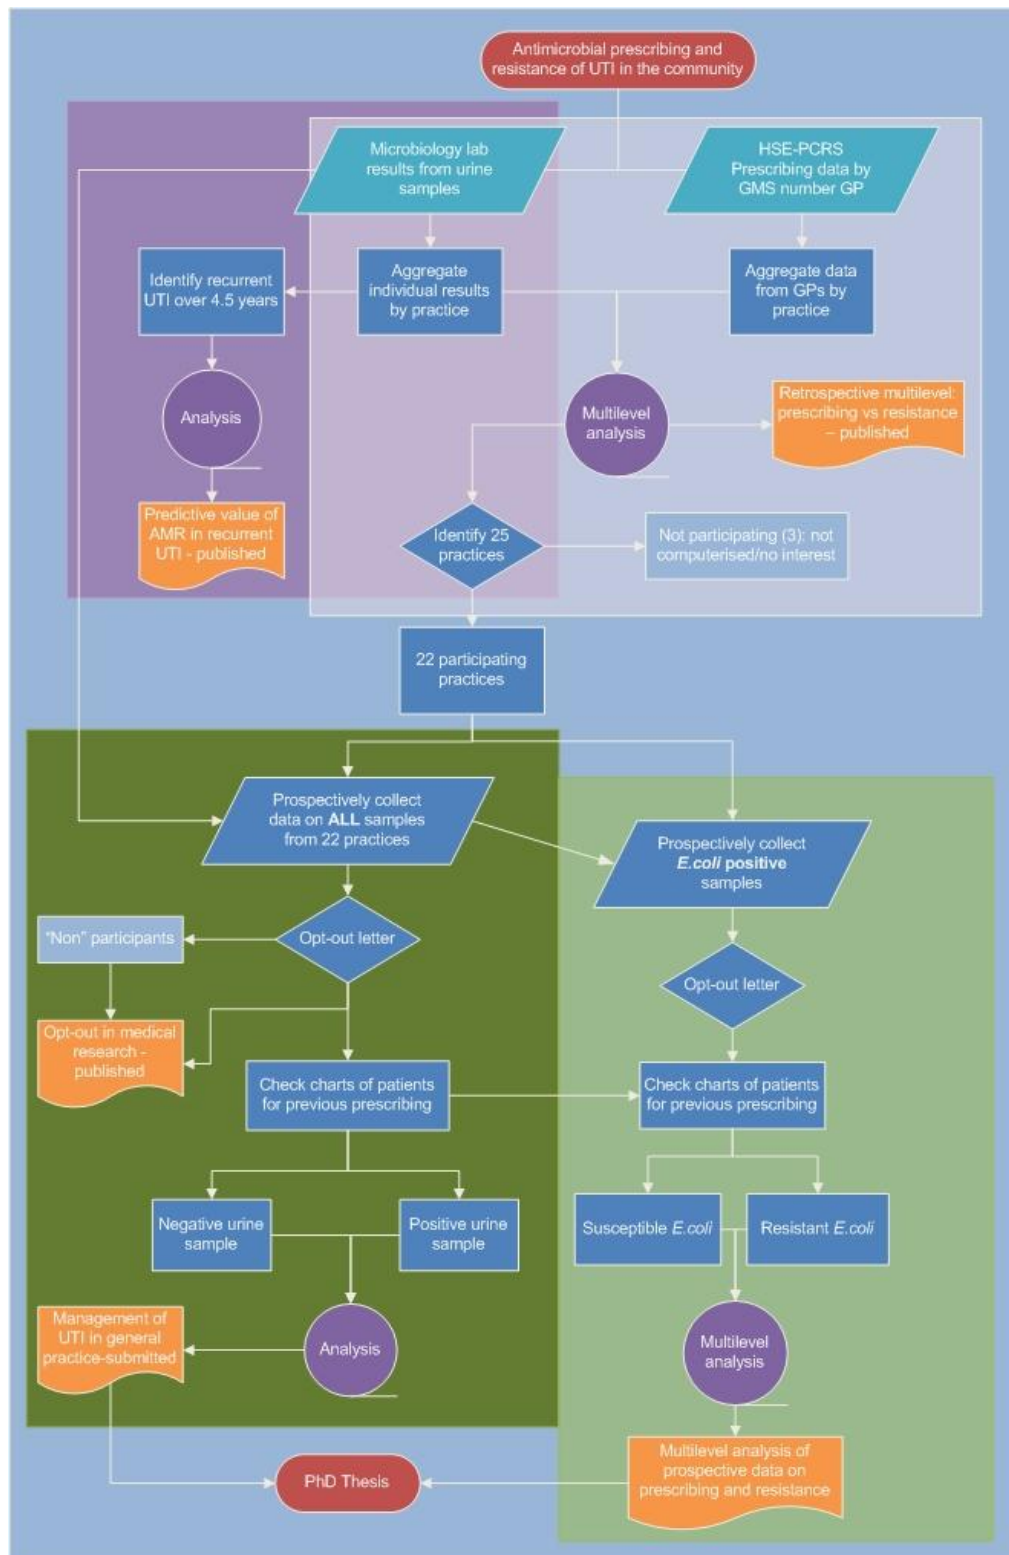 Antimicrobial prescribing and
resistance of UTI in the community
Microbiology lab
results from urine
samples
HSE-PCRS
Prescribing data by
GMS number GP
Identify recurrent
UTI over 4.5 years
Aggregate
individual results
by practice
Aggregate data
from GPs by
practice
Analysis
Multilevel
analysis
Retrospective multilevel:
prescribing vs resistance
– published
Predictive value of
AMR in recurrent
UTI - published
Identify 25
practices
Not participating (3): not
computerised/no interest
22 participating
practices
Prospectively collect
data on ALL samples
from 22 practices
Prospectively collect
E.coli positive
samples
"Non" participants
Opt-out letter
Opt-out letter
Opt-out in medical
research -
published
Check charts of patients
for previous prescribing
Check charts of patients
for previous prescribing
Negative urine
sample
Positive urine
sample
Susceptible E.coli
Resistant E.coli
Management of
UTI in general
practice-submitted
Analysis
Multilevel
analysis
PhD Thesis
Multilevel analysis of
prospective data on
prescribing and resistance